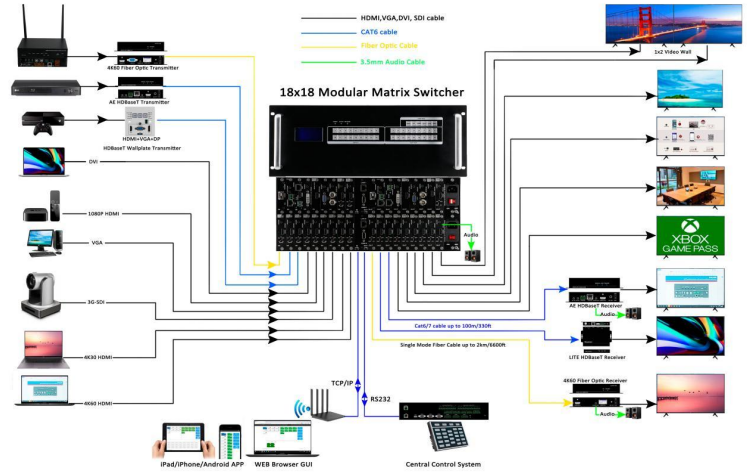 HDMI,VGA,DVI, SDI cable
CAT6 cable
Fiber Optic Cable
3.5mm Audio Cable
18x18 Modular Matrix Switcher
4K60 Fiber Optic Transmitter
AE HDBaseT Transmitter
HDMI+VGA+DP
HDBaseT Wallplate Transmitter
DVI
1080P HDMI
VGA
3G-SDI
4K30 HDMI
4K60 HDMI
1x2 Video Wall
Audio
XBOX
GAME PASS
AE HDBaseT Receiver
Audio
Cat6/7 cable up to 100m/330ft
LITE HDBaseT Receiver
Single Mode Fiber Cable up to 2km/6600ft
4K60 Fiber Optic Receiver
Audio
TCP/IP
RS232
iPad/iPhone/Android APP
WEB Browser GUI
Central Control System